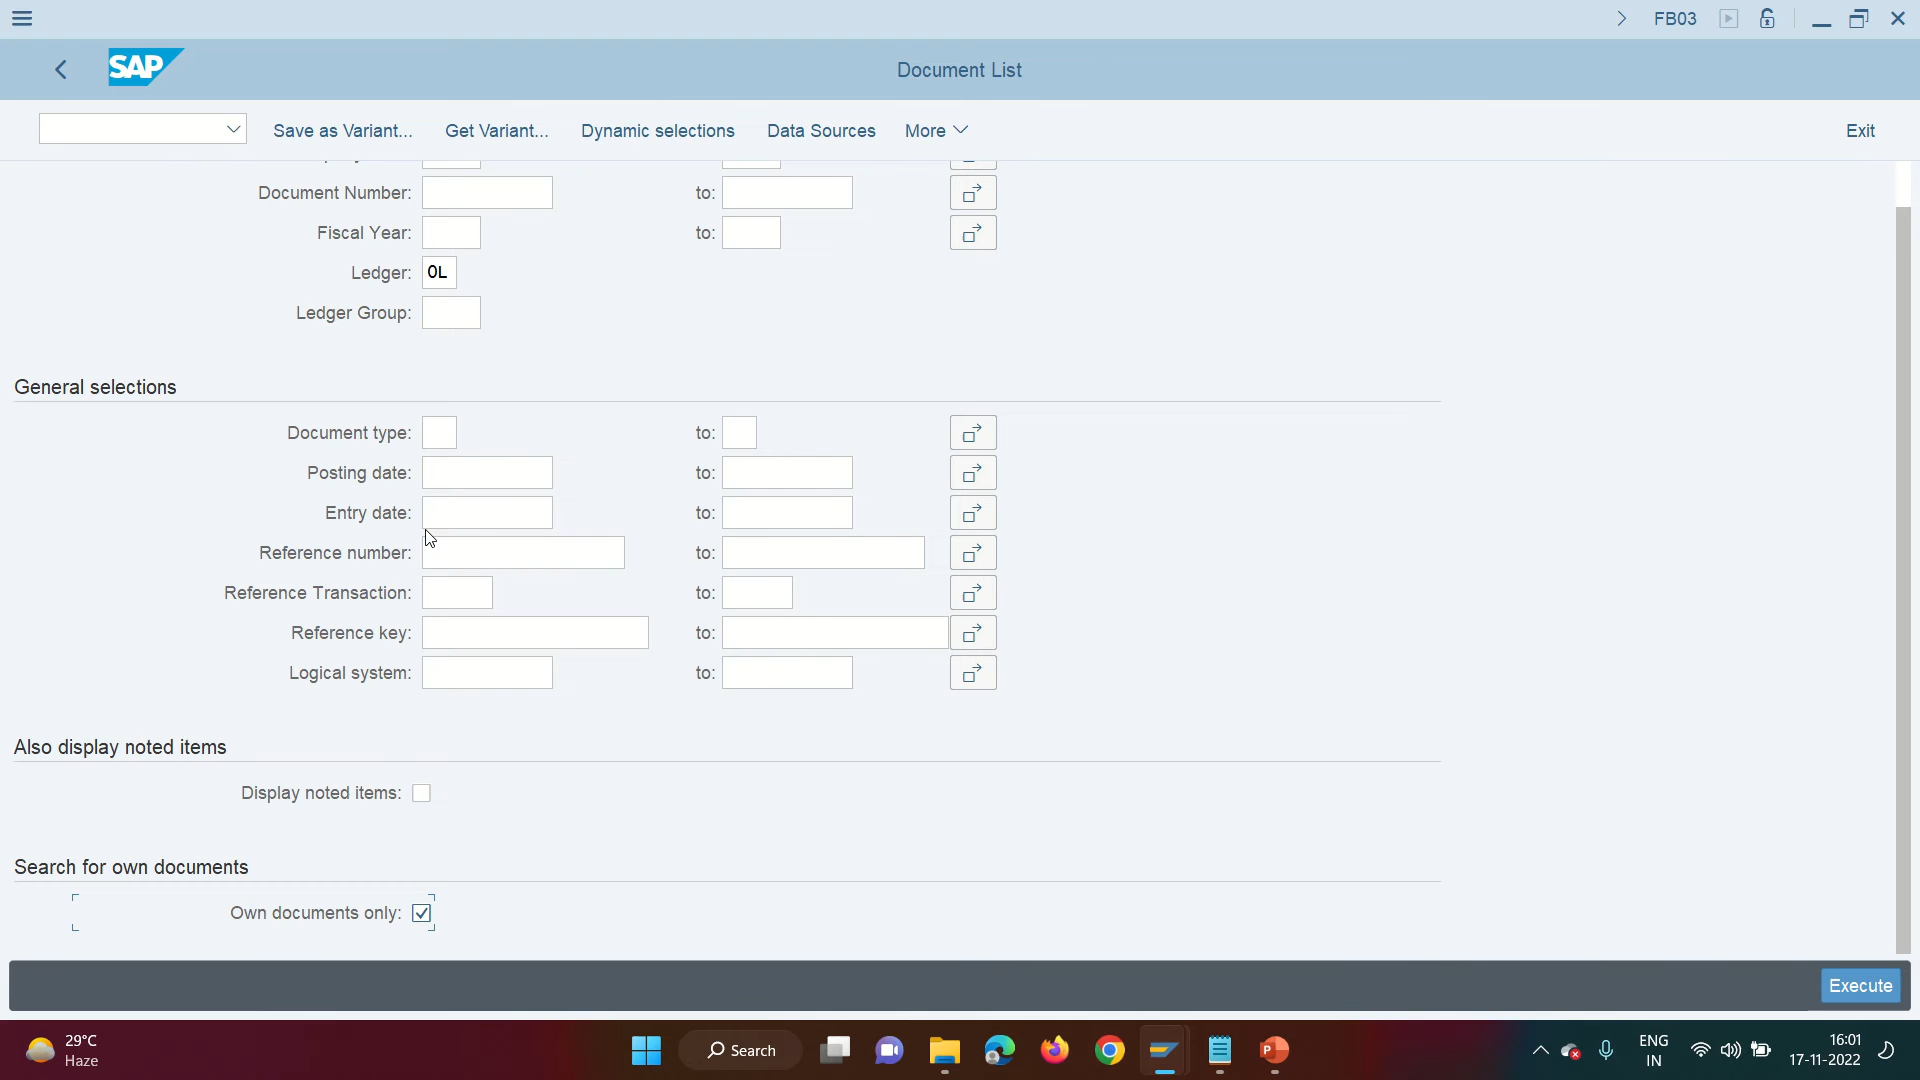 FB03
SAP
Document List
Save as Variant... Get Variant... Dynamic selections Data Sources More Exit
Document Number: to:
Fiscal Year: to:
Ledger: 0L
Ledger Group:
General selections
Document type: to:
Posting date: to:
Entry date: to:
Reference number: to:
Reference Transaction: to:
Reference key: to:
Logical system: to:
Also display noted items
Display noted items:
Search for own documents
Own documents only:
Execute
29°C
Haze
Search
ENG
IN
16:01
17-11-2022